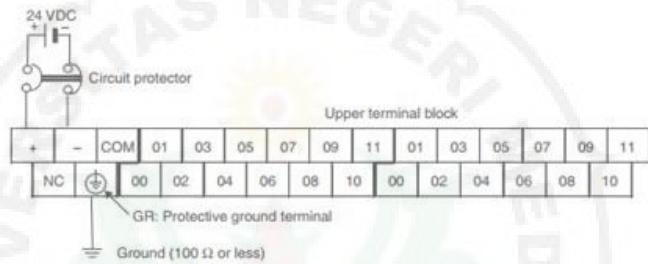 24 VDC
+ −
Circuit protector
Upper terminal block
+ − COM 01 03 05 07 09 11 01 03 05 07 09 11
NC 00 02 04 06 08 10 00 02 04 06 08 10
GR: Protective ground terminal
Ground (100 Ω or less)